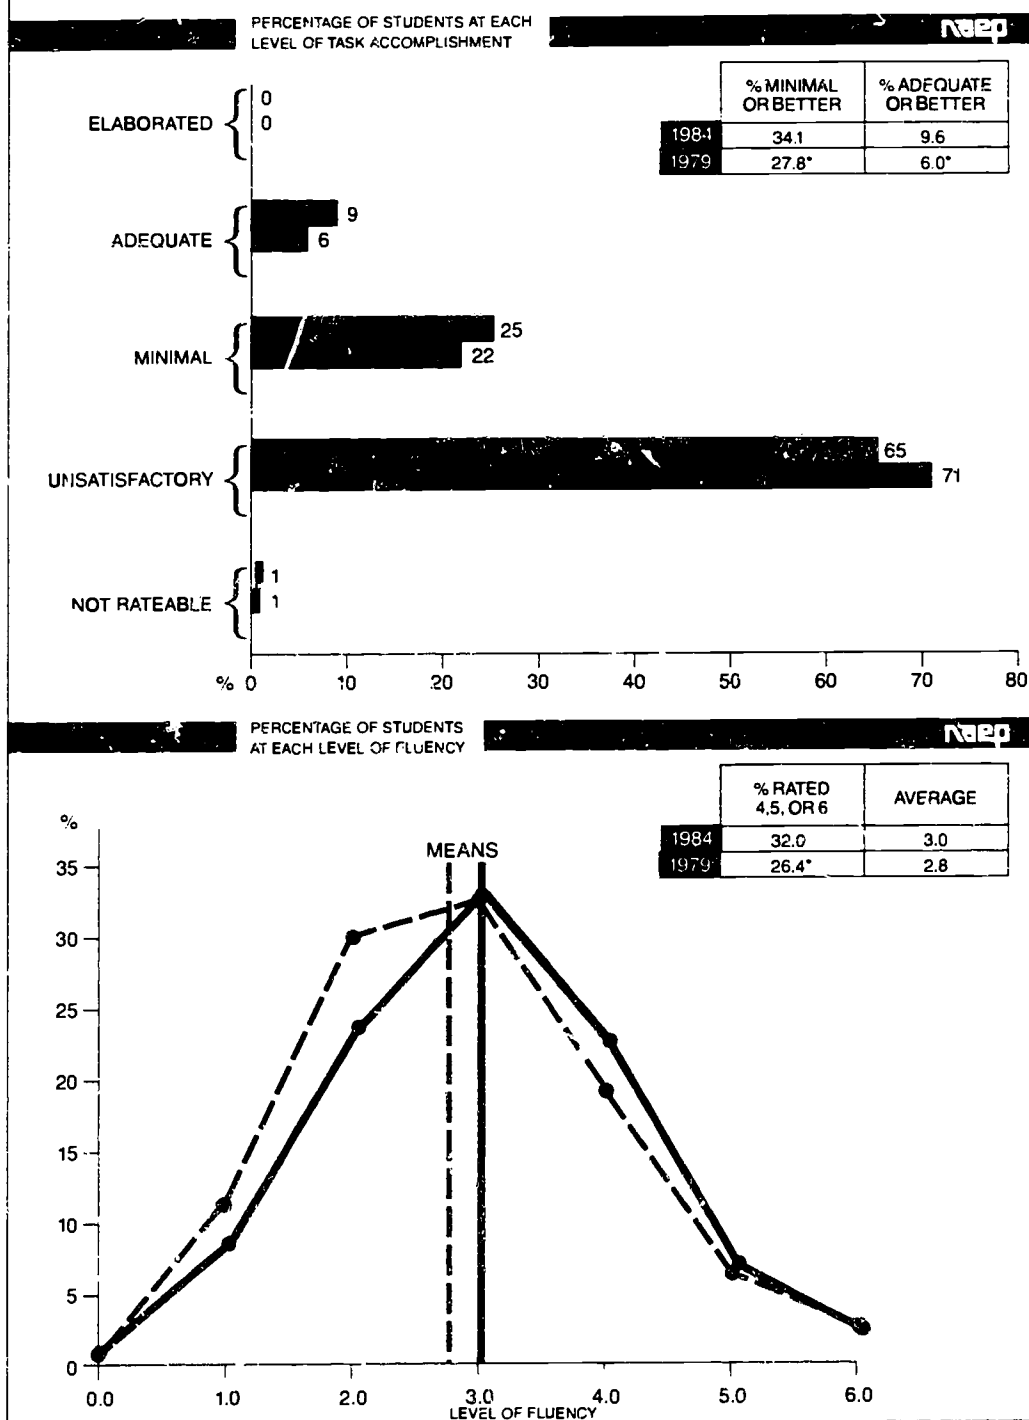 PERCENTAGE OF STUDENTS AT EACH
LEVEL OF TASK ACCOMPLISHMENT
naep
% MINIMAL OR BETTER % ADEQUATE OR BETTER
1984 34.1 9.6
1979 27.8* 6.0*
ELABORATED 0 0
ADEQUATE 9 6
MINIMAL 25 22
UNSATISFACTORY 65 71
NOT RATEABLE 1 1
% 0 10 20 30 40 50 60 70 80
PERCENTAGE OF STUDENTS
AT EACH LEVEL OF FLUENCY
naep
% RATED 4,5, OR 6 AVERAGE
1984 32.0 3.0
1979 26.4* 2.8
%
MEANS
35
30
25
20
15
10
5
0
0.0 1.0 2.0 3.0 4.0 5.0 6.0
LEVEL OF FLUENCY